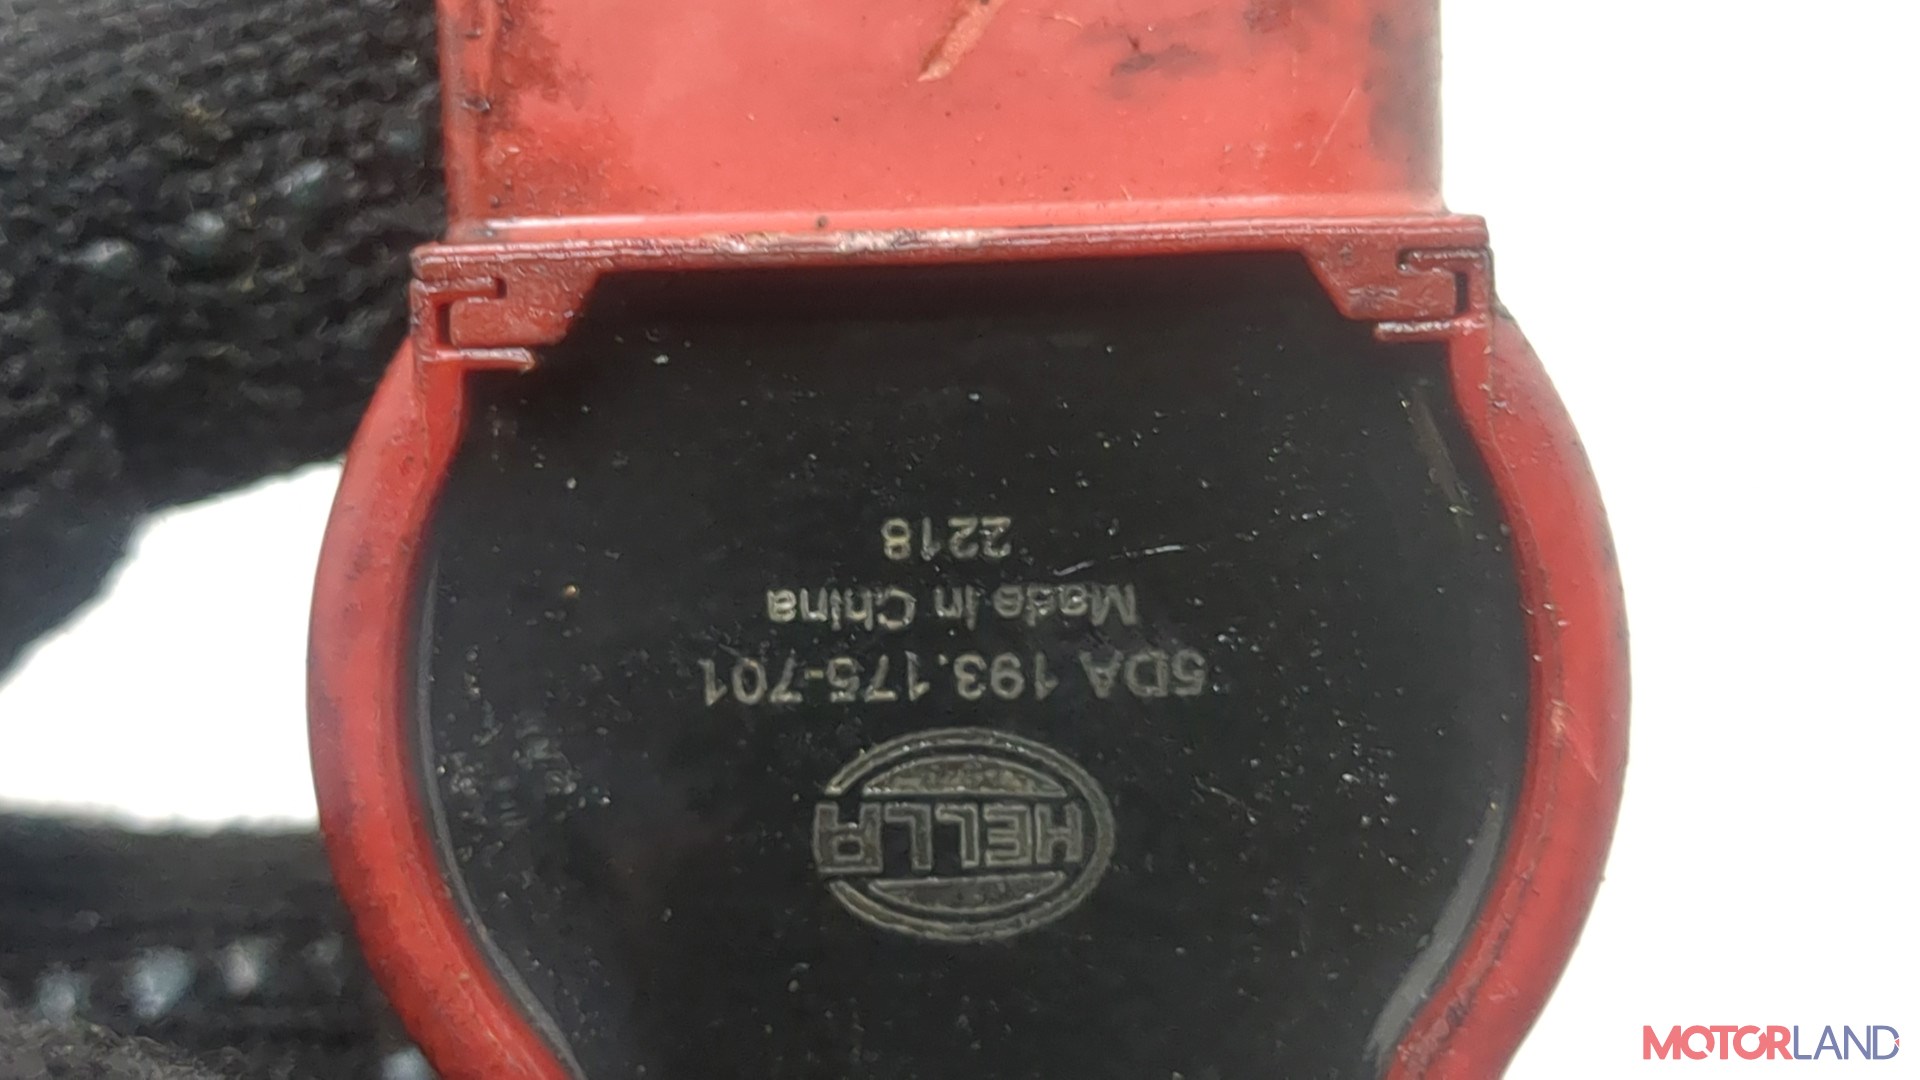 HELLA
5DA 193.175-701
Made in China
2218
MOTORLAND